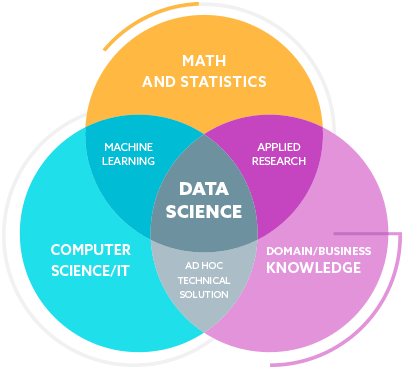 MATH
AND STATISTICS
MACHINE
LEARNING
APPLIED
RESEARCH
DATA
SCIENCE
COMPUTER
SCIENCE/IT
DOMAIN/BUSINESS
KNOWLEDGE
AD HOC
TECHNICAL
SOLUTION